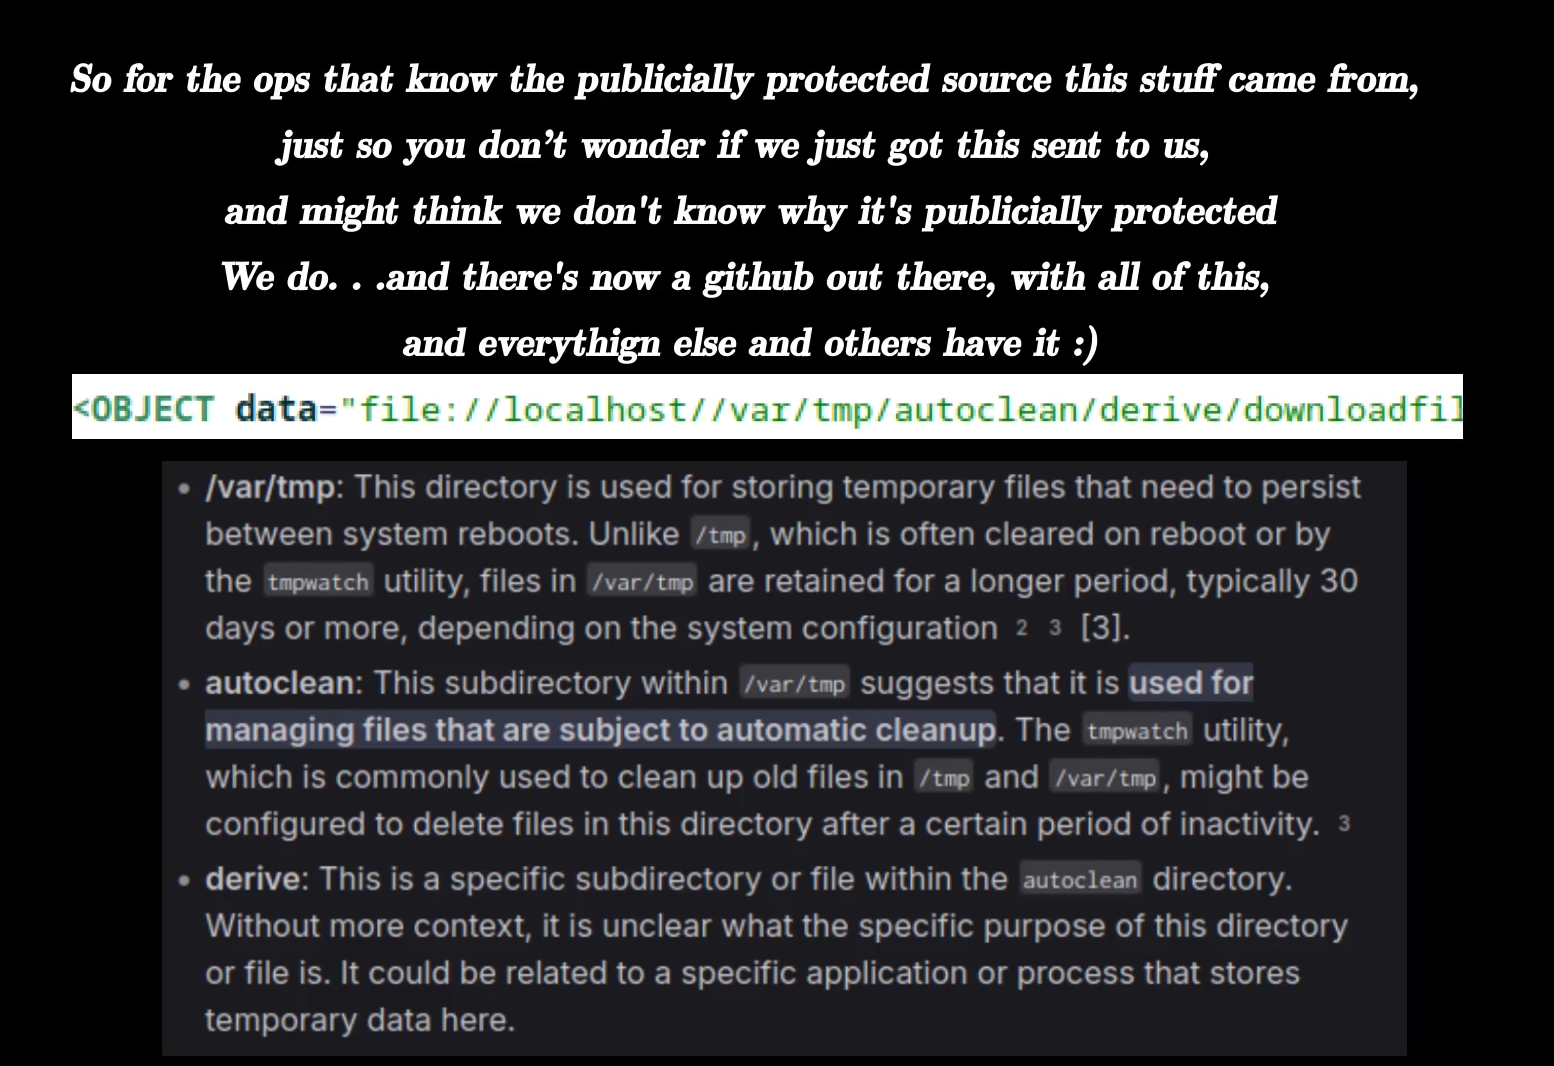 So for the ops that know the publicially protected source this stuff came from,
just so you don’t wonder if we just got this sent to us,
and might think we don't know why it's publicially protected
We do. . .and there's now a github out there, with all of this,
and everythign else and others have it :)
<OBJECT data="file://localhost//var/tmp/autoclean/derive/downloadfil
• /var/tmp: This directory is used for storing temporary files that need to persist
between system reboots. Unlike /tmp, which is often cleared on reboot or by
the tmpwatch utility, files in /var/tmp are retained for a longer period, typically 30
days or more, depending on the system configuration 2 3 [3].
• autoclean: This subdirectory within /var/tmp suggests that it is used for
managing files that are subject to automatic cleanup. The tmpwatch utility,
which is commonly used to clean up old files in /tmp and /var/tmp, might be
configured to delete files in this directory after a certain period of inactivity. 3
• derive: This is a specific subdirectory or file within the autoclean directory.
Without more context, it is unclear what the specific purpose of this directory
or file is. It could be related to a specific application or process that stores
temporary data here.